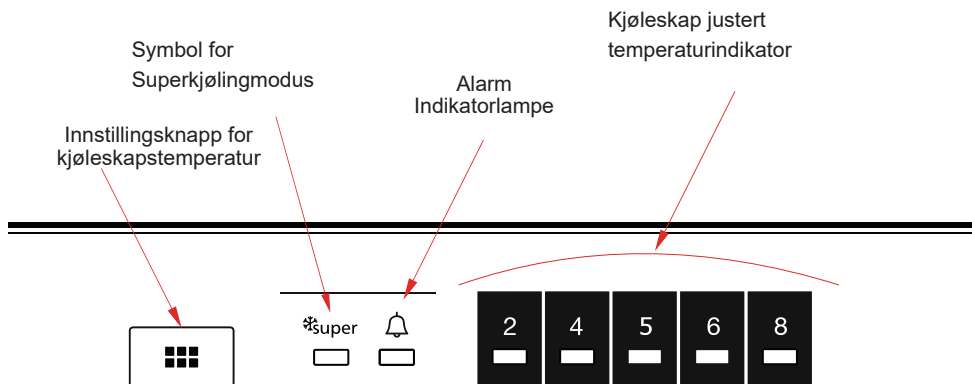 Kjøleskap justert
temperaturindikator
Symbol for
Superkjølingmodus
Alarm
Indikatorlampe
Innstillingsknapp for
kjøleskapstemperatur
super
2 4 5 6 8